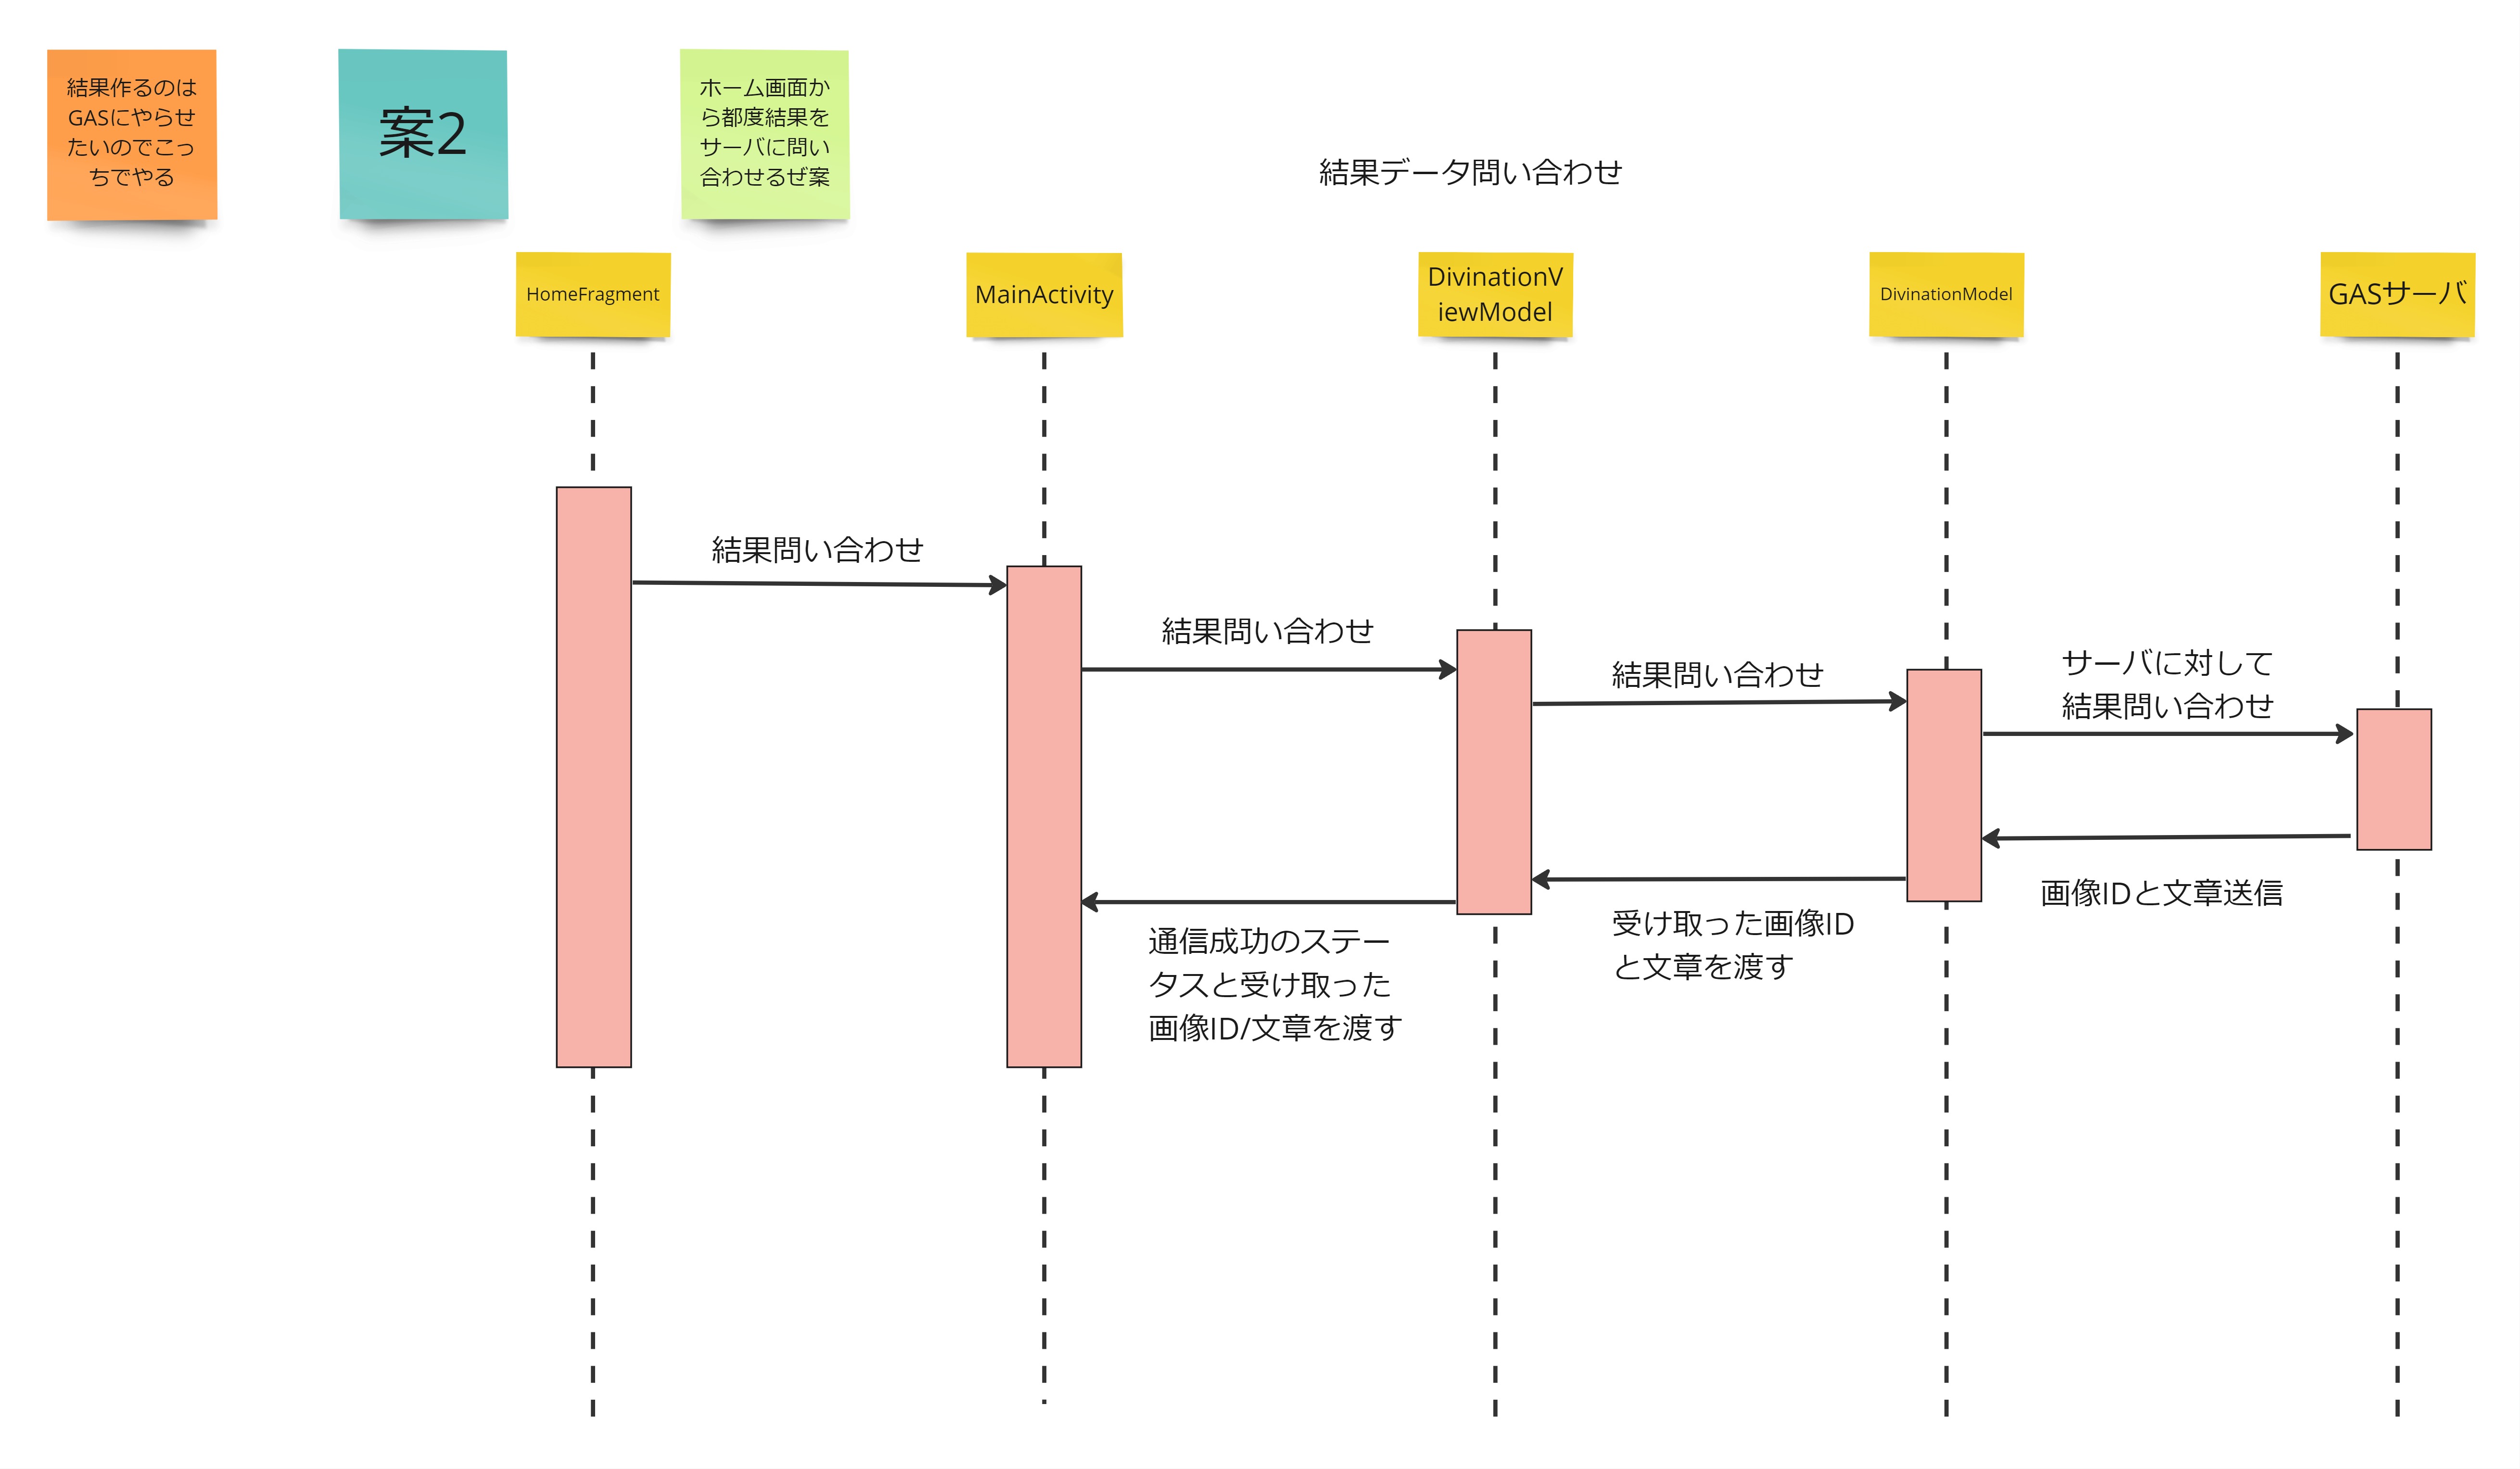 結果作るのは
GASにやらせ
たいのでこっ
ちでやる
案2
ホーム画面か
ら都度結果を
サーバに問い
合わせるぜ案
結果データ問い合わせ
HomeFragment
MainActivity
DivinationV
iewModel
DivinationModel
GASサーバ
結果問い合わせ
結果問い合わせ
結果問い合わせ
サーバに対して
結果問い合わせ
画像IDと文章送信
受け取った画像ID
と文章を渡す
通信成功のステー
タスと受け取った
画像ID/文章を渡す